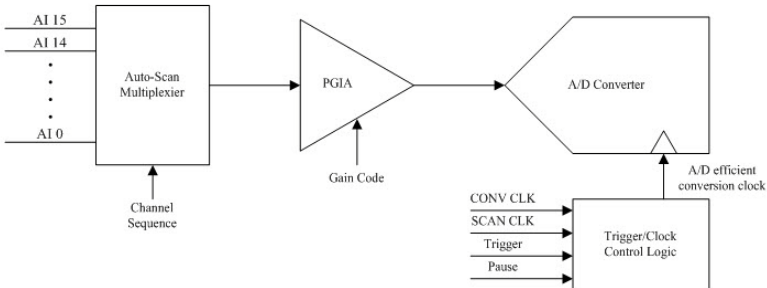 AI 15
AI 14
Auto-Scan
Multiplexier
PGIA
A/D Converter
AI 0
Gain Code
Channel
Sequence
A/D efficient
conversion clock
CONV CLK
SCAN CLK
Trigger
Pause
Trigger/Clock
Control Logic